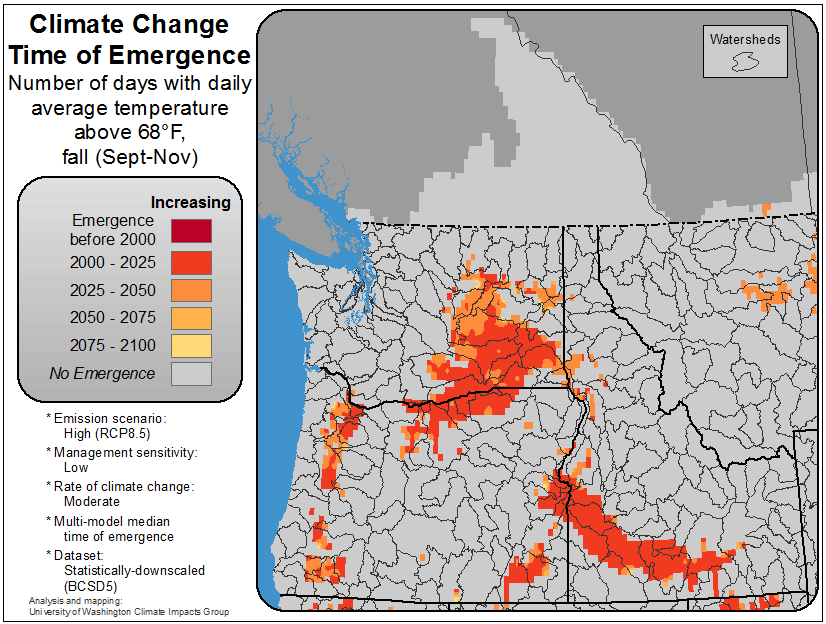 Climate Change
Time of Emergence
Number of days with daily
average temperature
above 68°F,
fall (Sept-Nov)
Increasing
Emergence
before 2000
2000 - 2025
2025 - 2050
2050 - 2075
2075 - 2100
No Emergence
* Emission scenario:
High (RCP8.5)
* Management sensitivity:
Low
* Rate of climate change:
Moderate
* Multi-model median
time of emergence
* Dataset:
Statistically-downscaled
(BCSD5)
Analysis and mapping:
University of Washington Climate Impacts Group
Watersheds